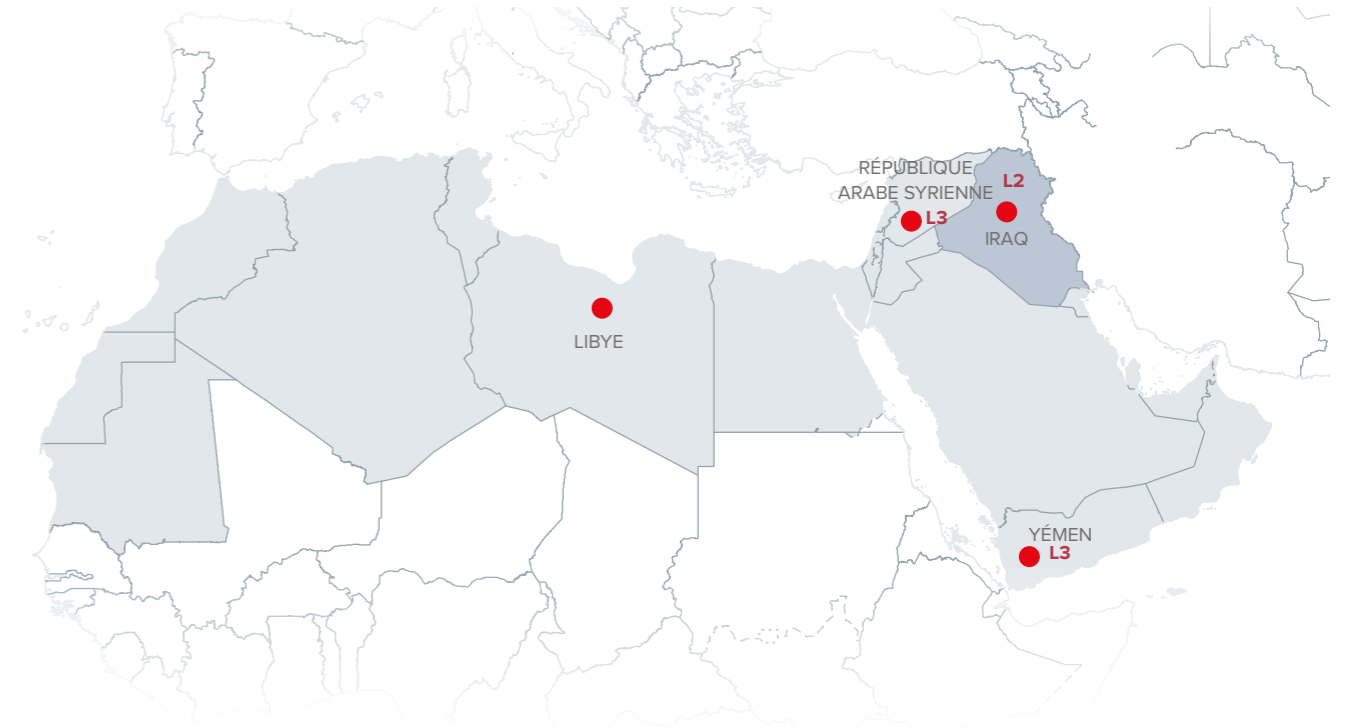 RÉPUBLIQUE
ARABE SYRIENNE
L2
L3
IRAQ
LIBYE
YÉMEN
L3